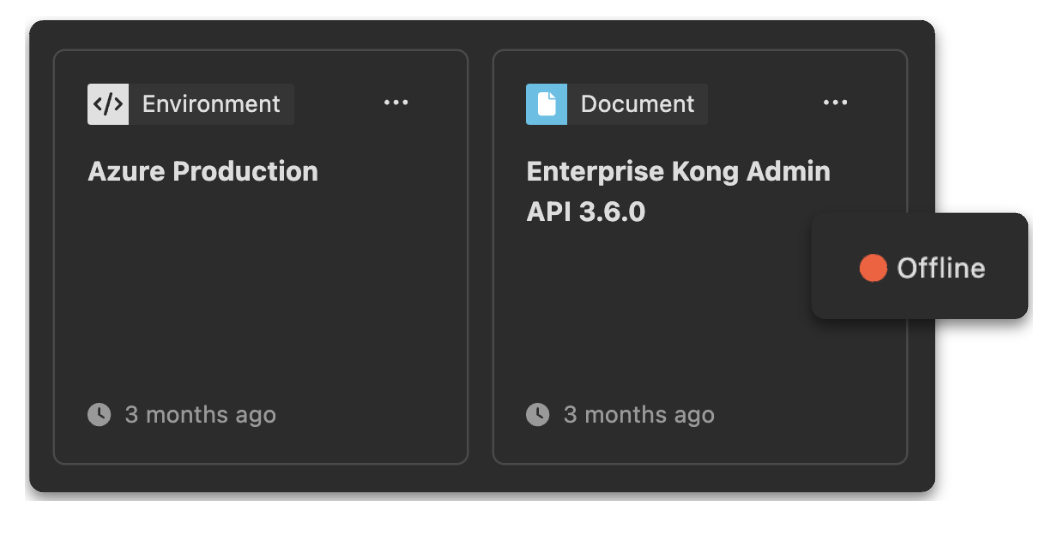 Environment
Azure Production
3 months ago
Document
Enterprise Kong Admin
API 3.6.0
3 months ago
Offline